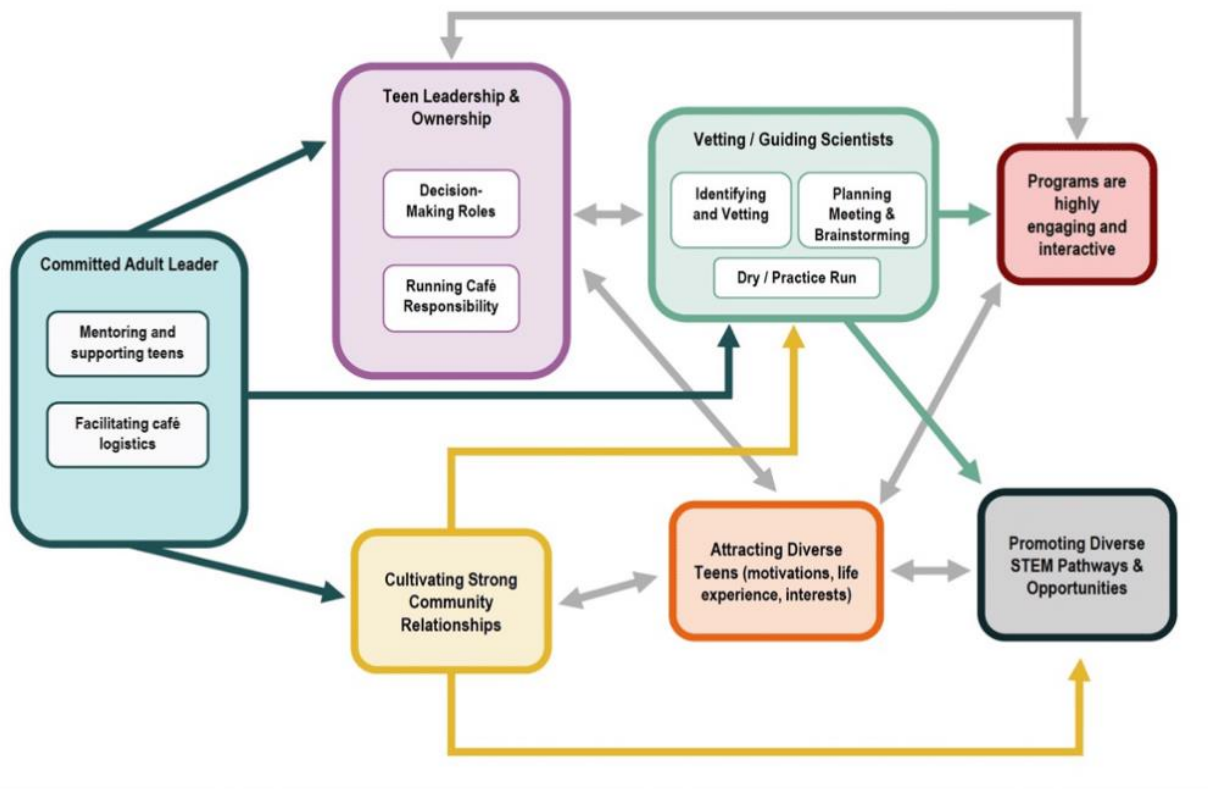 Teen Leadership &
Ownership
Decision-
Making Roles
Running Café
Responsibility
Vetting / Guiding Scientists
Identifying
and Vetting
Planning
Meeting &
Brainstorming
Dry / Practice Run
Programs are
highly
engaging and
interactive
Committed Adult Leader
Mentoring and
supporting teens
Facilitating café
logistics
Cultivating Strong
Community
Relationships
Attracting Diverse
Teens (motivations, life
experience, interests)
Promoting Diverse
STEM Pathways &
Opportunities